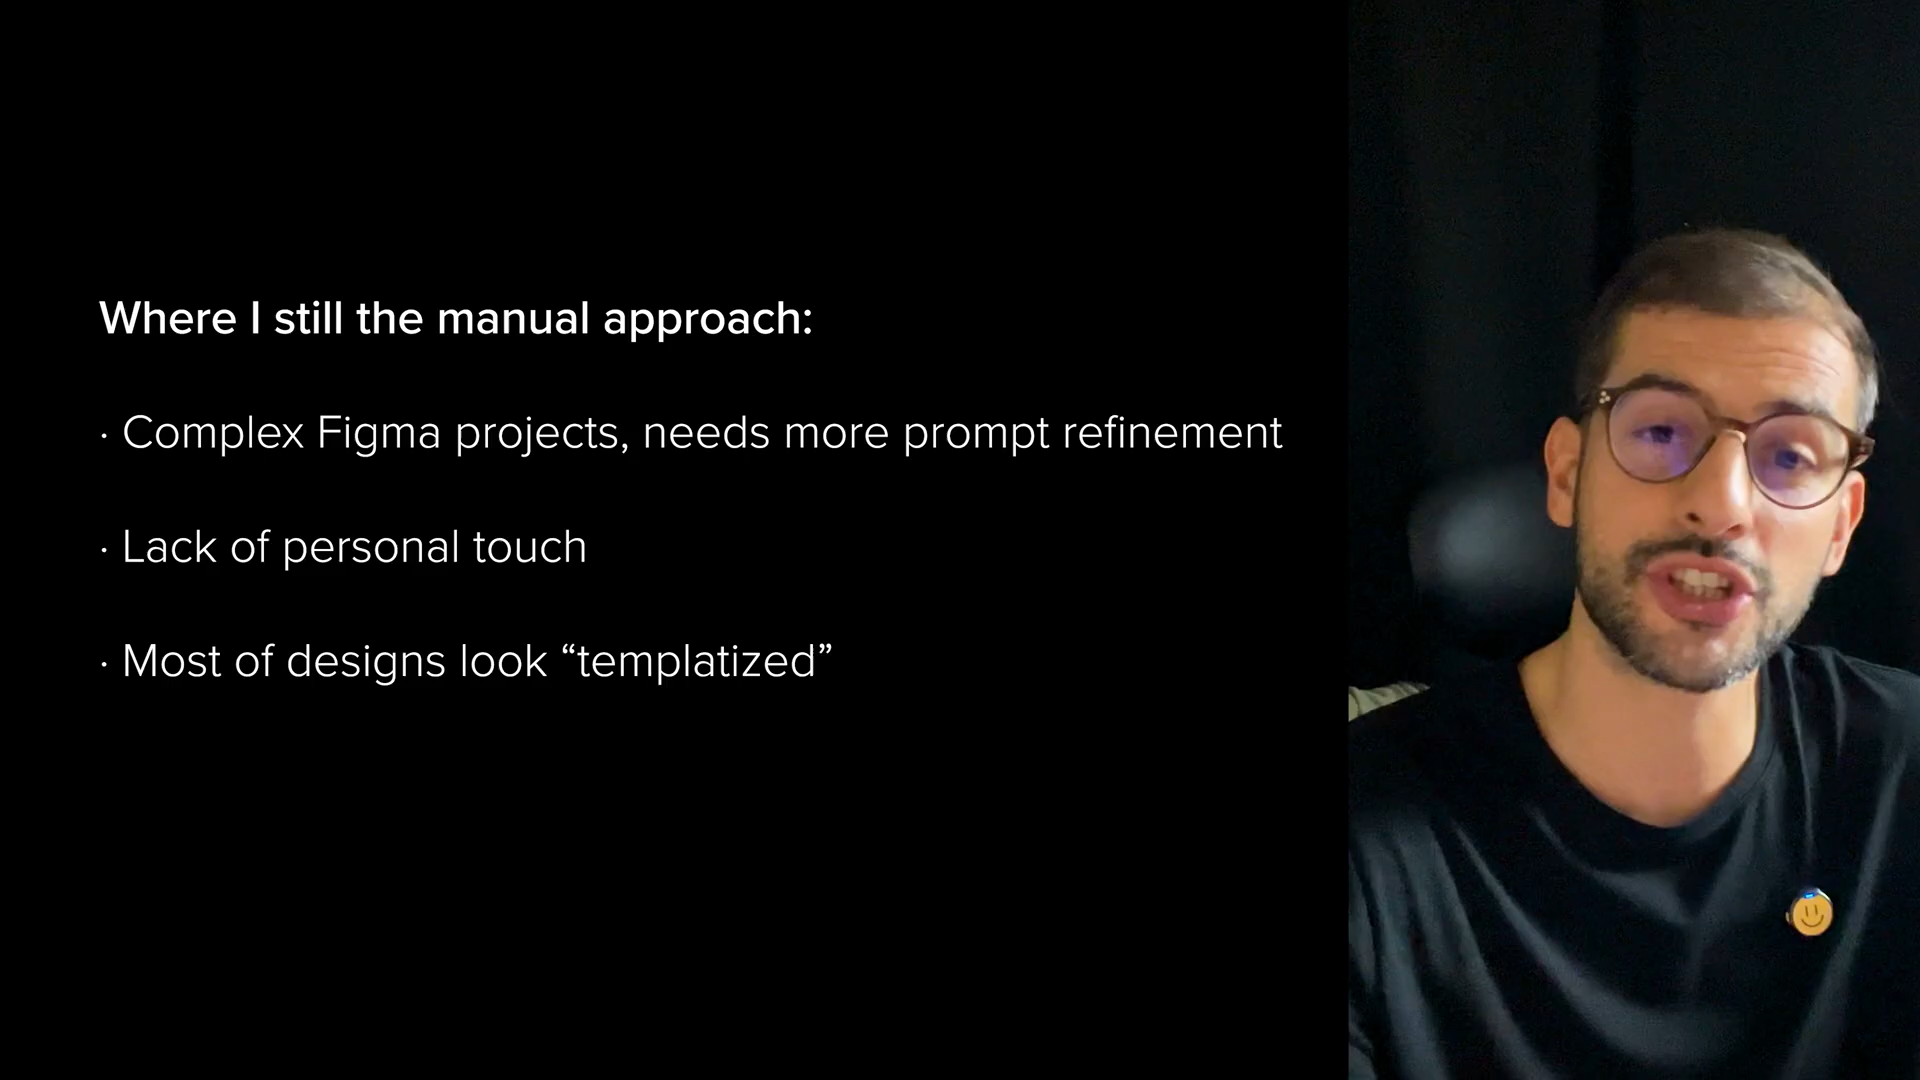 Where I still the manual approach:
· Complex Figma projects, needs more prompt refinement
· Lack of personal touch
· Most of designs look “templatized”